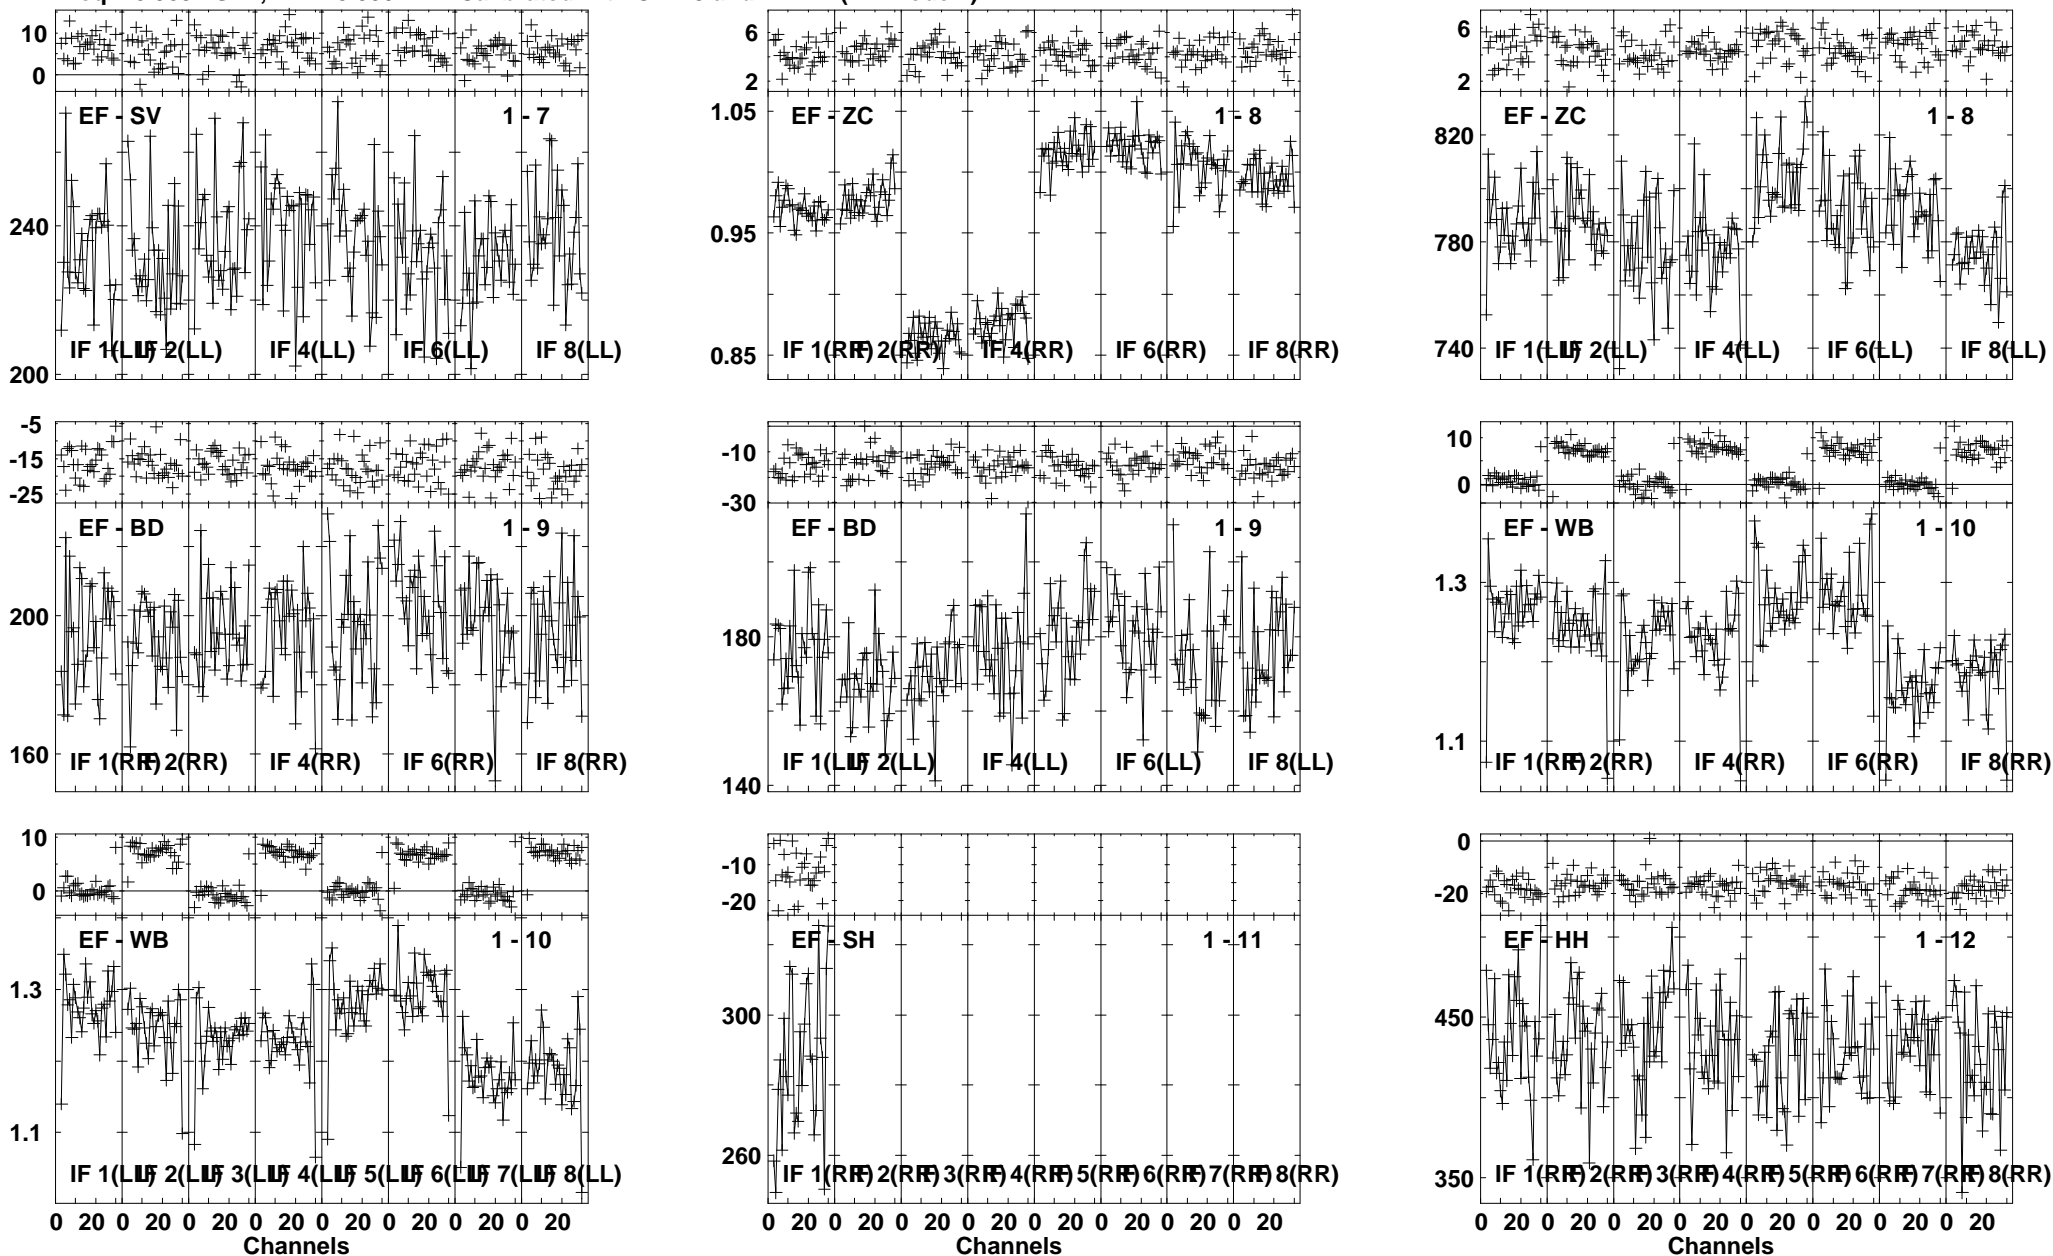 10
0
EF - SV 1 - 7
240
200
IF 1(LL) IF 2(LL) IF 4(LL) IF 6(LL) IF 8(LL)
6
2
1.05
EF - ZC 1 - 8
0.95
0.85
IF 1(RR) IF 2(RR) IF 4(RR) IF 6(RR) IF 8(RR)
6
2
820
EF - ZC 1 - 8
780
740
IF 1(LL) IF 2(LL) IF 4(LL) IF 6(LL) IF 8(LL)
-5
-15
-25
EF - BD 1 - 9
200
160
IF 1(RR) IF 2(RR) IF 4(RR) IF 6(RR) IF 8(RR)
-10
-30
EF - BD 1 - 9
180
140
IF 1(LL) IF 2(LL) IF 4(LL) IF 6(LL) IF 8(LL)
10
0
EF - WB 1 - 10
1.3
1.1
IF 1(RR) IF 2(RR) IF 4(RR) IF 6(RR) IF 8(RR)
10
0
EF - WB 1 - 10
1.3
1.1
IF 1(LL) IF 2(LL) IF 3(LL) IF 4(LL) IF 5(LL) IF 6(LL) IF 7(LL) IF 8(LL)
0 20 0 20 0 20 0 20 0 20 0 20 0 20 0 20
Channels
-10
-20
EF - SH 1 - 11
300
260
IF 1(RR) IF 2(RR) IF 3(RR) IF 4(RR) IF 5(RR) IF 6(RR) IF 7(RR) IF 8(RR)
0 20 0 20 0 20 0 20 0 20 0 20 0 20 0 20
Channels
0
-20
EF - HH 1 - 12
450
350
IF 1(RR) IF 2(RR) IF 3(RR) IF 4(RR) IF 5(RR) IF 6(RR) IF 7(RR) IF 8(RR)
0 20 0 20 0 20 0 20 0 20 0 20 0 20 0 20
Channels